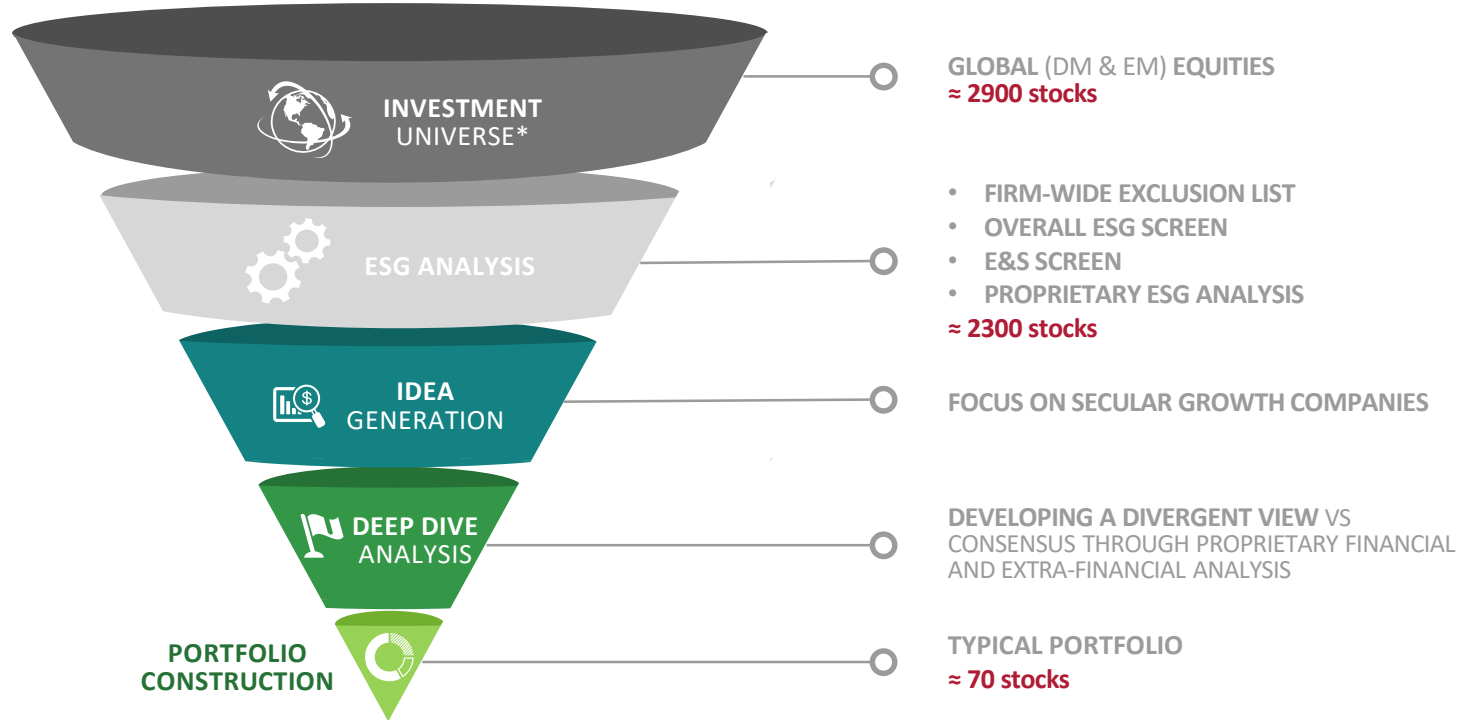 INVESTMENT
UNIVERSE*
GLOBAL (DM & EM) EQUITIES
≈ 2900 stocks
ESG ANALYSIS
• FIRM-WIDE EXCLUSION LIST
• OVERALL ESG SCREEN
• E&S SCREEN
• PROPRIETARY ESG ANALYSIS
≈ 2300 stocks
IDEA
GENERATION
$
FOCUS ON SECULAR GROWTH COMPANIES
DEEP DIVE
ANALYSIS
DEVELOPING A DIVERGENT VIEW VS
CONSENSUS THROUGH PROPRIETARY FINANCIAL
AND EXTRA-FINANCIAL ANALYSIS
PORTFOLIO
CONSTRUCTION
TYPICAL PORTFOLIO
≈ 70 stocks